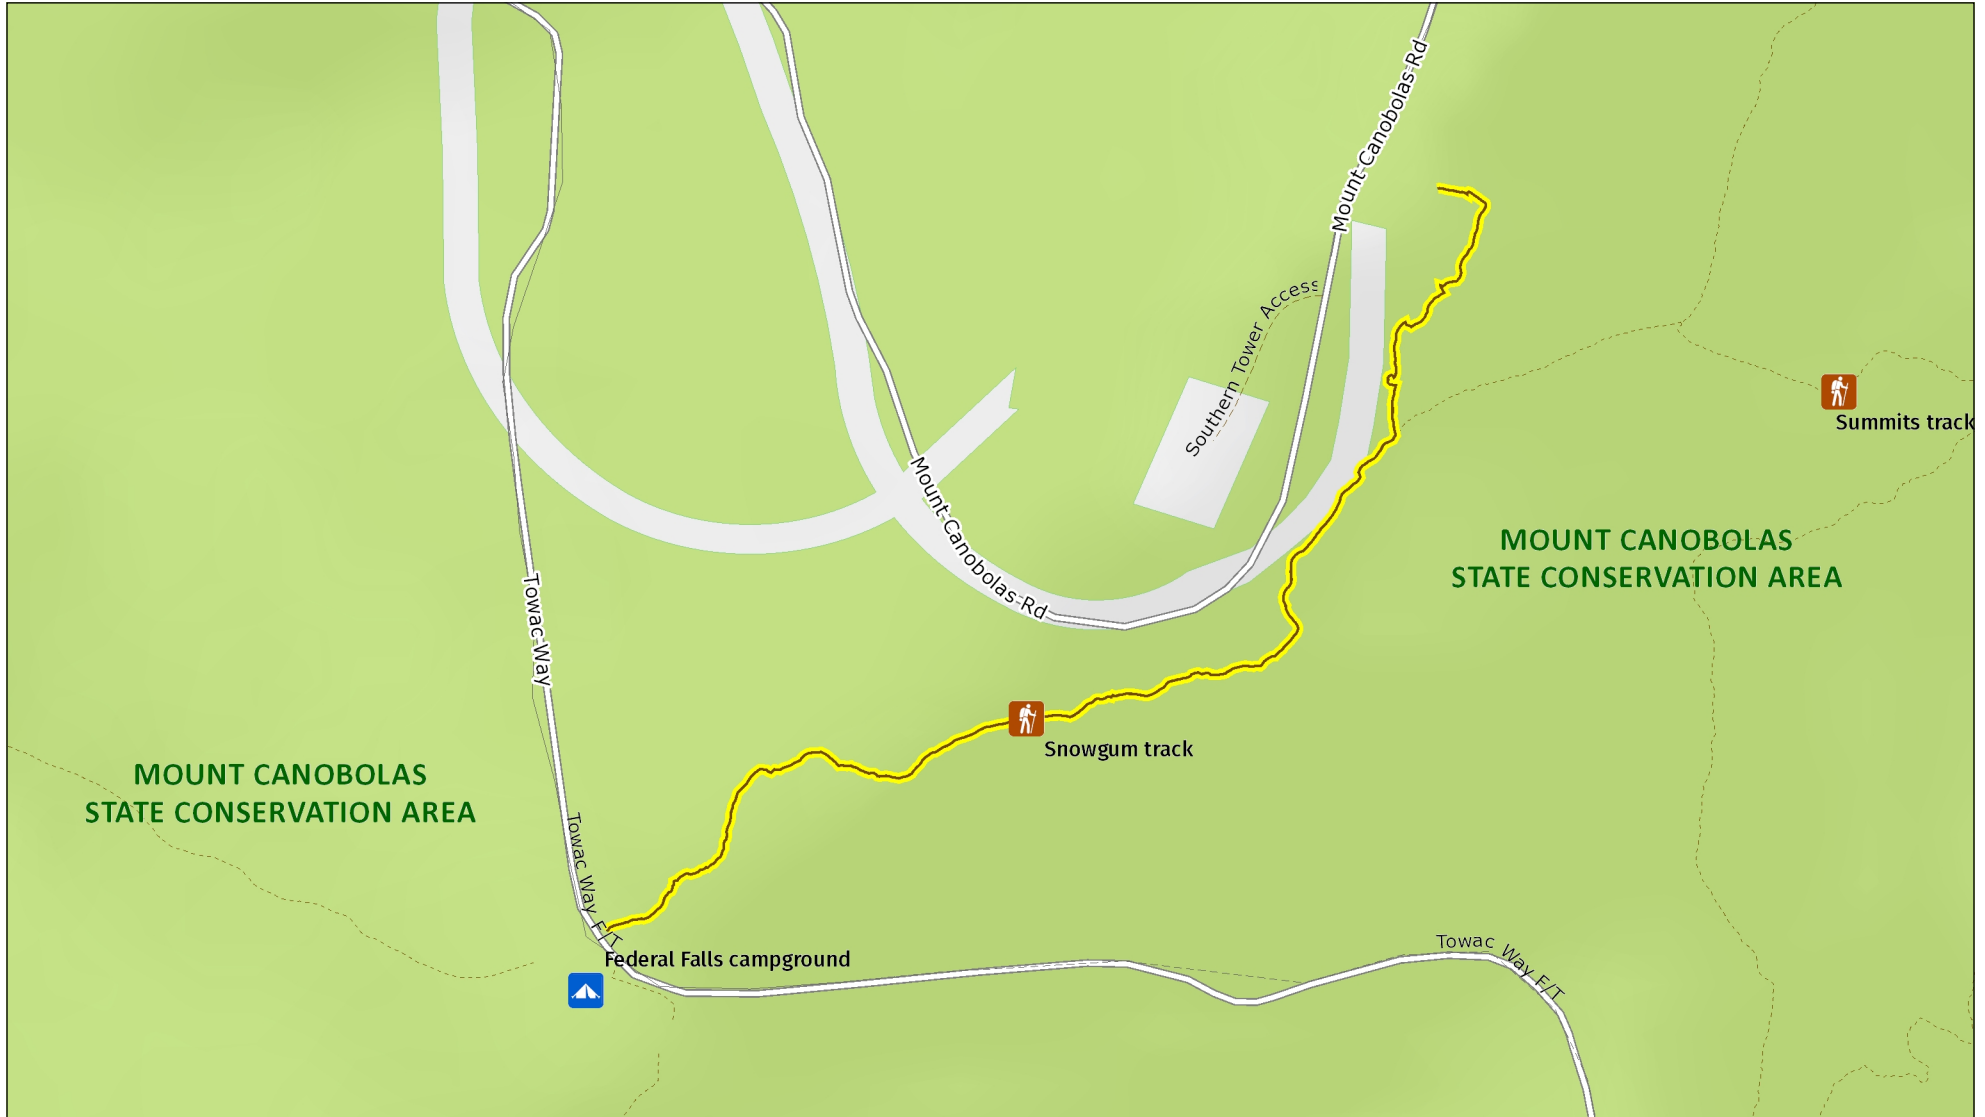 Mount-Canobolas-Rd
Southern Tower Access
Summits track
Mount-Canobolas-Rd
MOUNT CANOBOLAS
STATE CONSERVATION AREA
Towac-Way
Snowgum track
MOUNT CANOBOLAS
STATE CONSERVATION AREA
Towac Way F/T
Federal Falls campground
Towac Way F/T